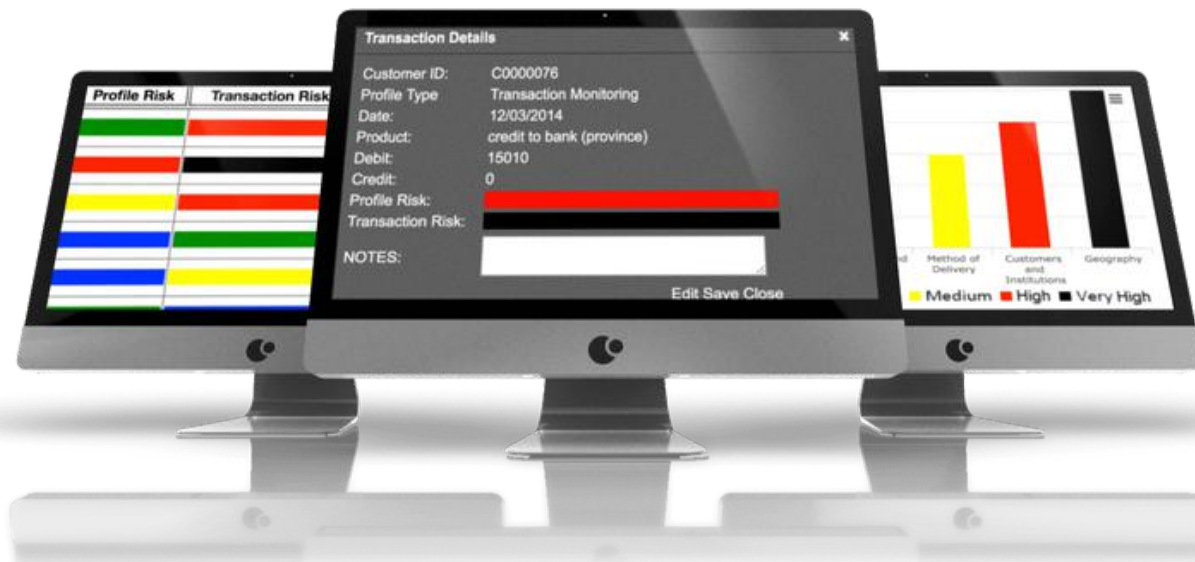 Profile Risk Transaction Risk
Transaction Details
Customer ID: C0000076
Profile Type Transaction Monitoring
Date: 12/03/2014
Product: credit to bank (province)
Debit: 15010
Credit: 0
Profile Risk:
Transaction Risk:
NOTES:
Edit Save Close
Method of
Delivery
Customers
and
Institutions
Geography
Medium High Very High